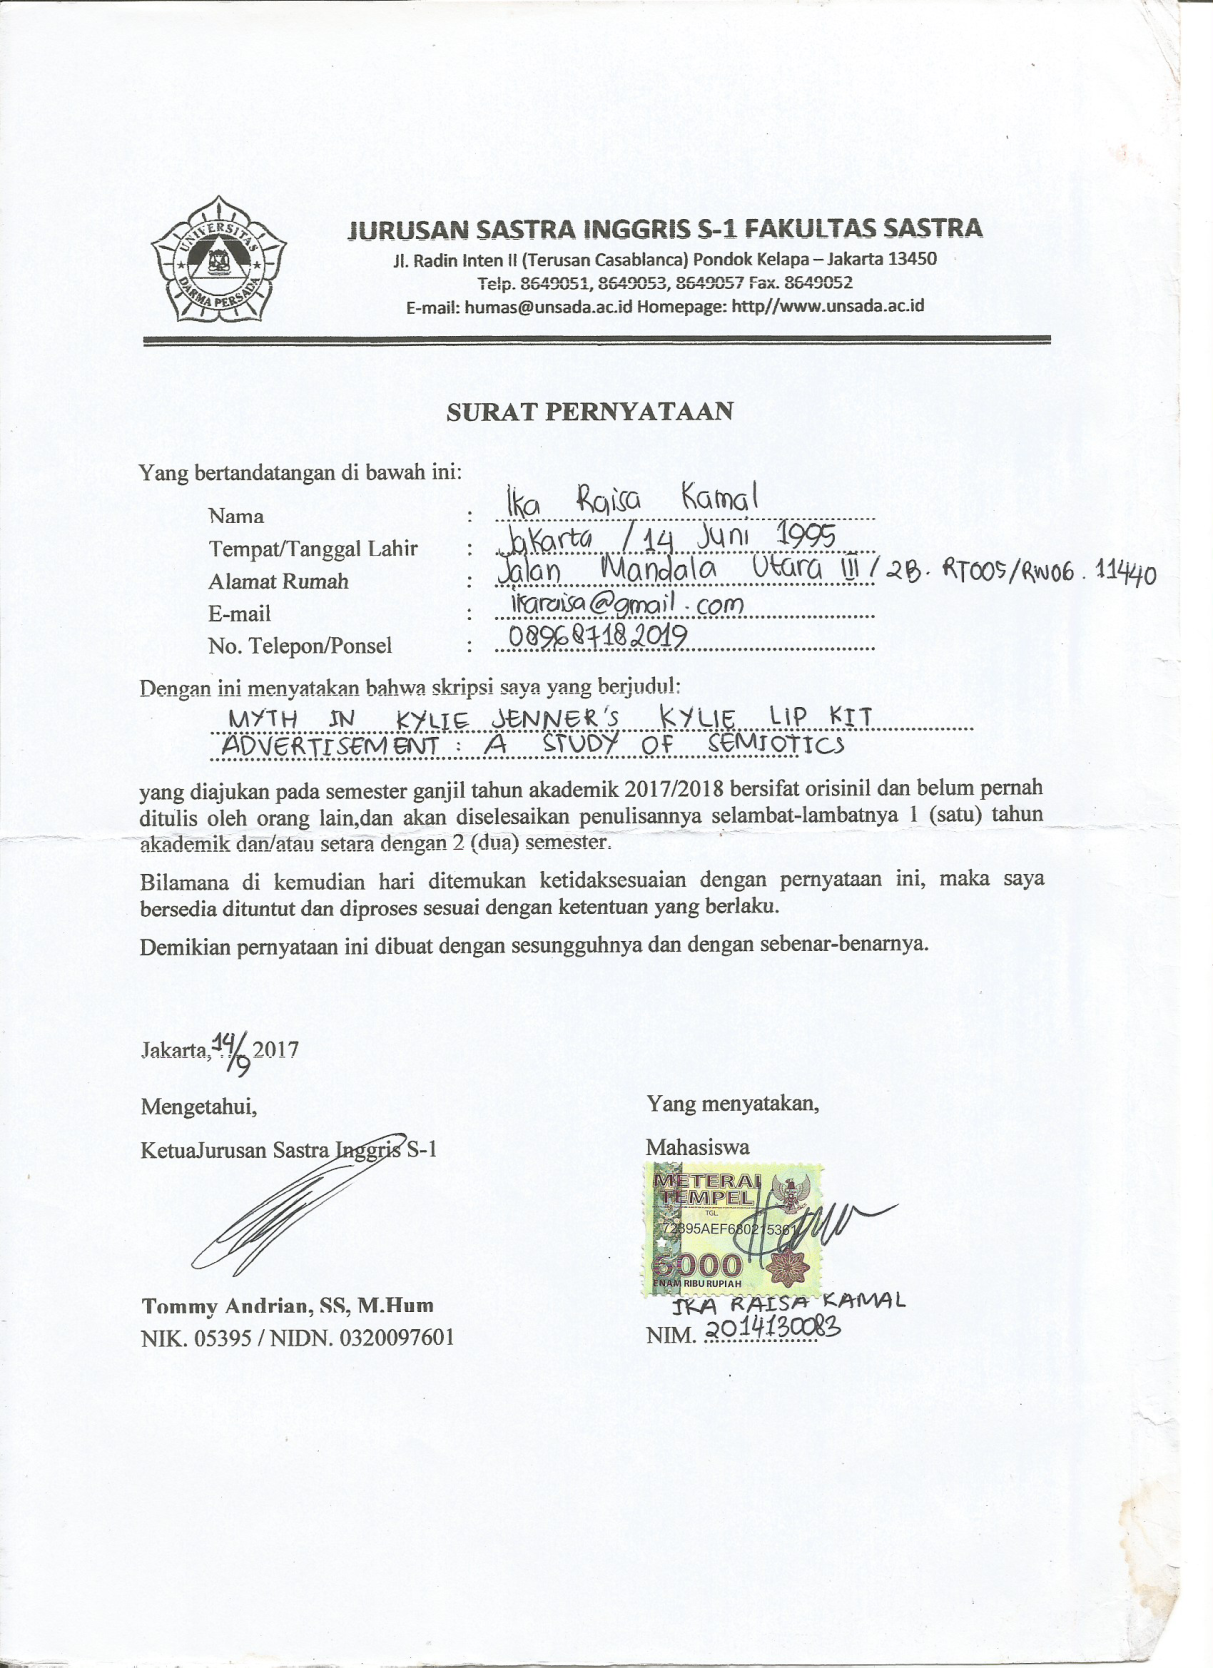 UNIVERSITAS
DARMA PERSADA
JURUSAN SASTRA INGGRIS S-1 FAKULTAS SASTRA
Jl. Radin Inten II (Terusan Casablanca) Pondok Kelapa – Jakarta 13450
Telp. 8649051, 8649053, 8649057 Fax. 8649052
E-mail: humas@unsada.ac.id Homepage: http//www.unsada.ac.id
SURAT PERNYATAAN
Yang bertandatangan di bawah ini:
Nama : Ika Raisa Kamal
Tempat/Tanggal Lahir : Jakarta / 14 Juni 1995
Alamat Rumah : Jalan Mandala Utara III / 2B. RT005/RW06. 11440
E-mail : ikaraisa@gmail.com
No. Telepon/Ponsel : 089687182019
Dengan ini menyatakan bahwa skripsi saya yang berjudul:
MYTH IN KYLIE JENNER'S KYLIE LIP KIT
ADVERTISEMENT : A STUDY OF SEMIOTICS
yang diajukan pada semester ganjil tahun akademik 2017/2018 bersifat orisinil dan belum pernah
ditulis oleh orang lain,dan akan diselesaikan penulisannya selambat-lambatnya 1 (satu) tahun
akademik dan/atau setara dengan 2 (dua) semester.
Bilamana di kemudian hari ditemukan ketidaksesuaian dengan pernyataan ini, maka saya
bersedia dituntut dan diproses sesuai dengan ketentuan yang berlaku.
Demikian pernyataan ini dibuat dengan sesungguhnya dan dengan sebenar-benarnya.
Jakarta, 14/9 2017
Mengetahui,
KetuaJurusan Sastra Inggris S-1
Tommy Andrian, SS, M.Hum
NIK. 05395 / NIDN. 0320097601
Yang menyatakan,
Mahasiswa
METERAI
TEMPEL
TGL.
6000
ENAM RIBU RUPIAH
IKA RAISA KAMAL
NIM. 2014130083